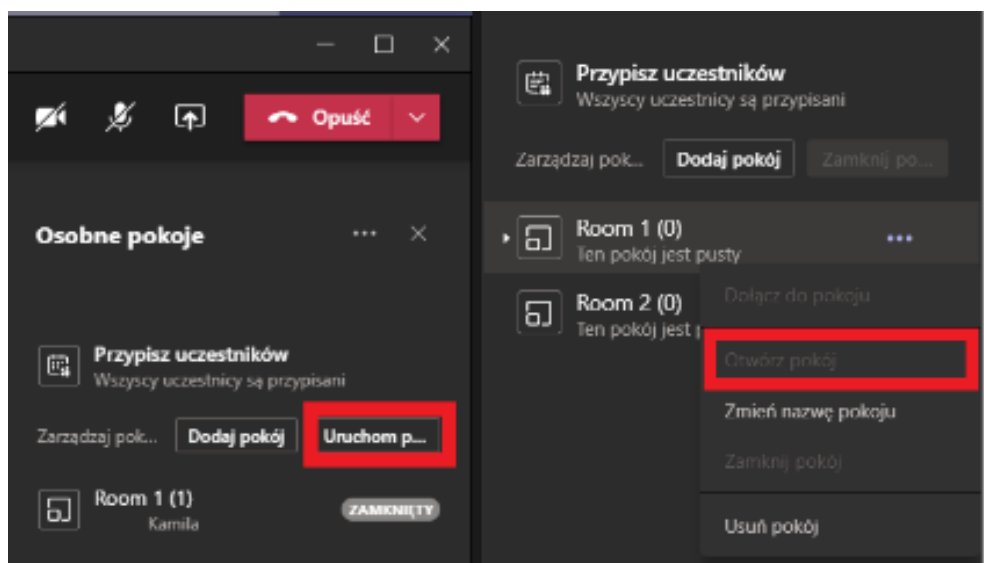 Opuść
Osobne pokoje
Przypisz uczestników
Wszyscy uczestnicy są przypisani
Zarządzaj pok... Dodaj pokój Uruchom p...
Room 1 (1) ZAMKNIĘTY
Kamila
Przypisz uczestników
Wszyscy uczestnicy są przypisani
Zarządzaj pok... Dodaj pokój Zamknij po...
Room 1 (0)
Ten pokój jest pusty
Room 2 (0)
Ten pokój jest
Dołącz do pokoju
Otwórz pokój
Zmień nazwę pokoju
Zamknij pokój
Usuń pokój